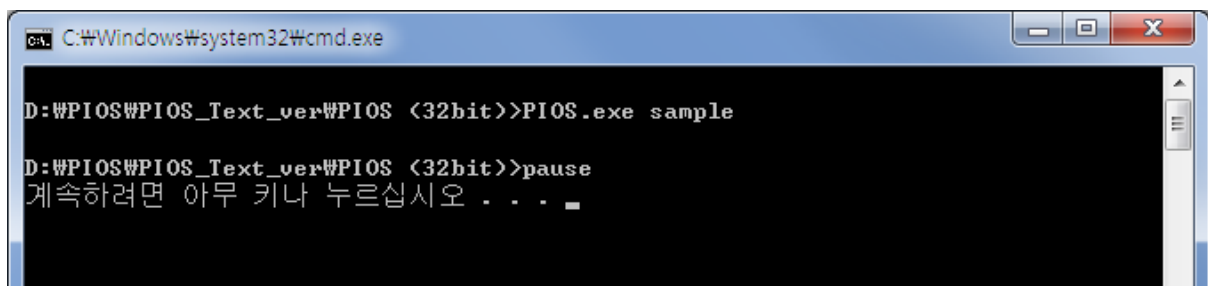 C:₩Windows₩system32₩cmd.exe
D:₩PIOS₩PIOS_Text_ver₩PIOS (32bit)>PIOS.exe sample
D:₩PIOS₩PIOS_Text_ver₩PIOS (32bit)>pause
계속하려면 아무 키나 누르십시오 . . .